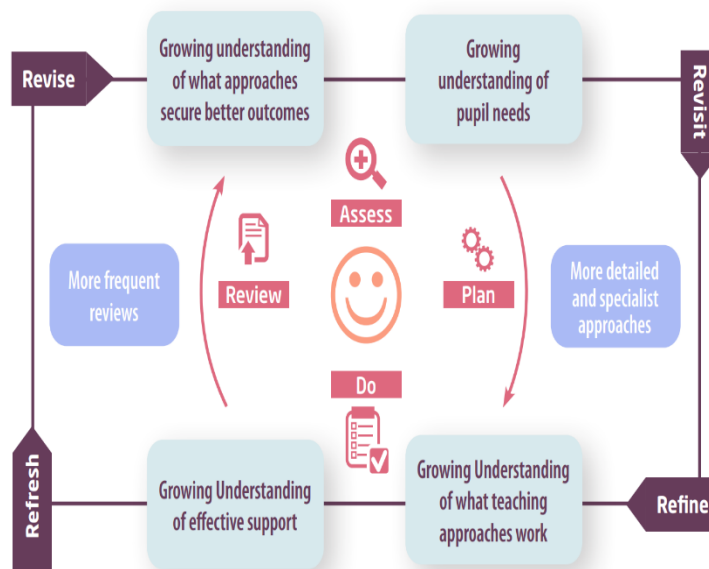 Growing understanding
of what approaches
secure better outcomes
Growing
understanding of
pupil needs
Revise
Revisit
Assess
More frequent
reviews
Review
Plan
More detailed
and specialist
approaches
Do
Refresh
Growing Understanding
of effective support
Growing Understanding
of what teaching
approaches work
Refine